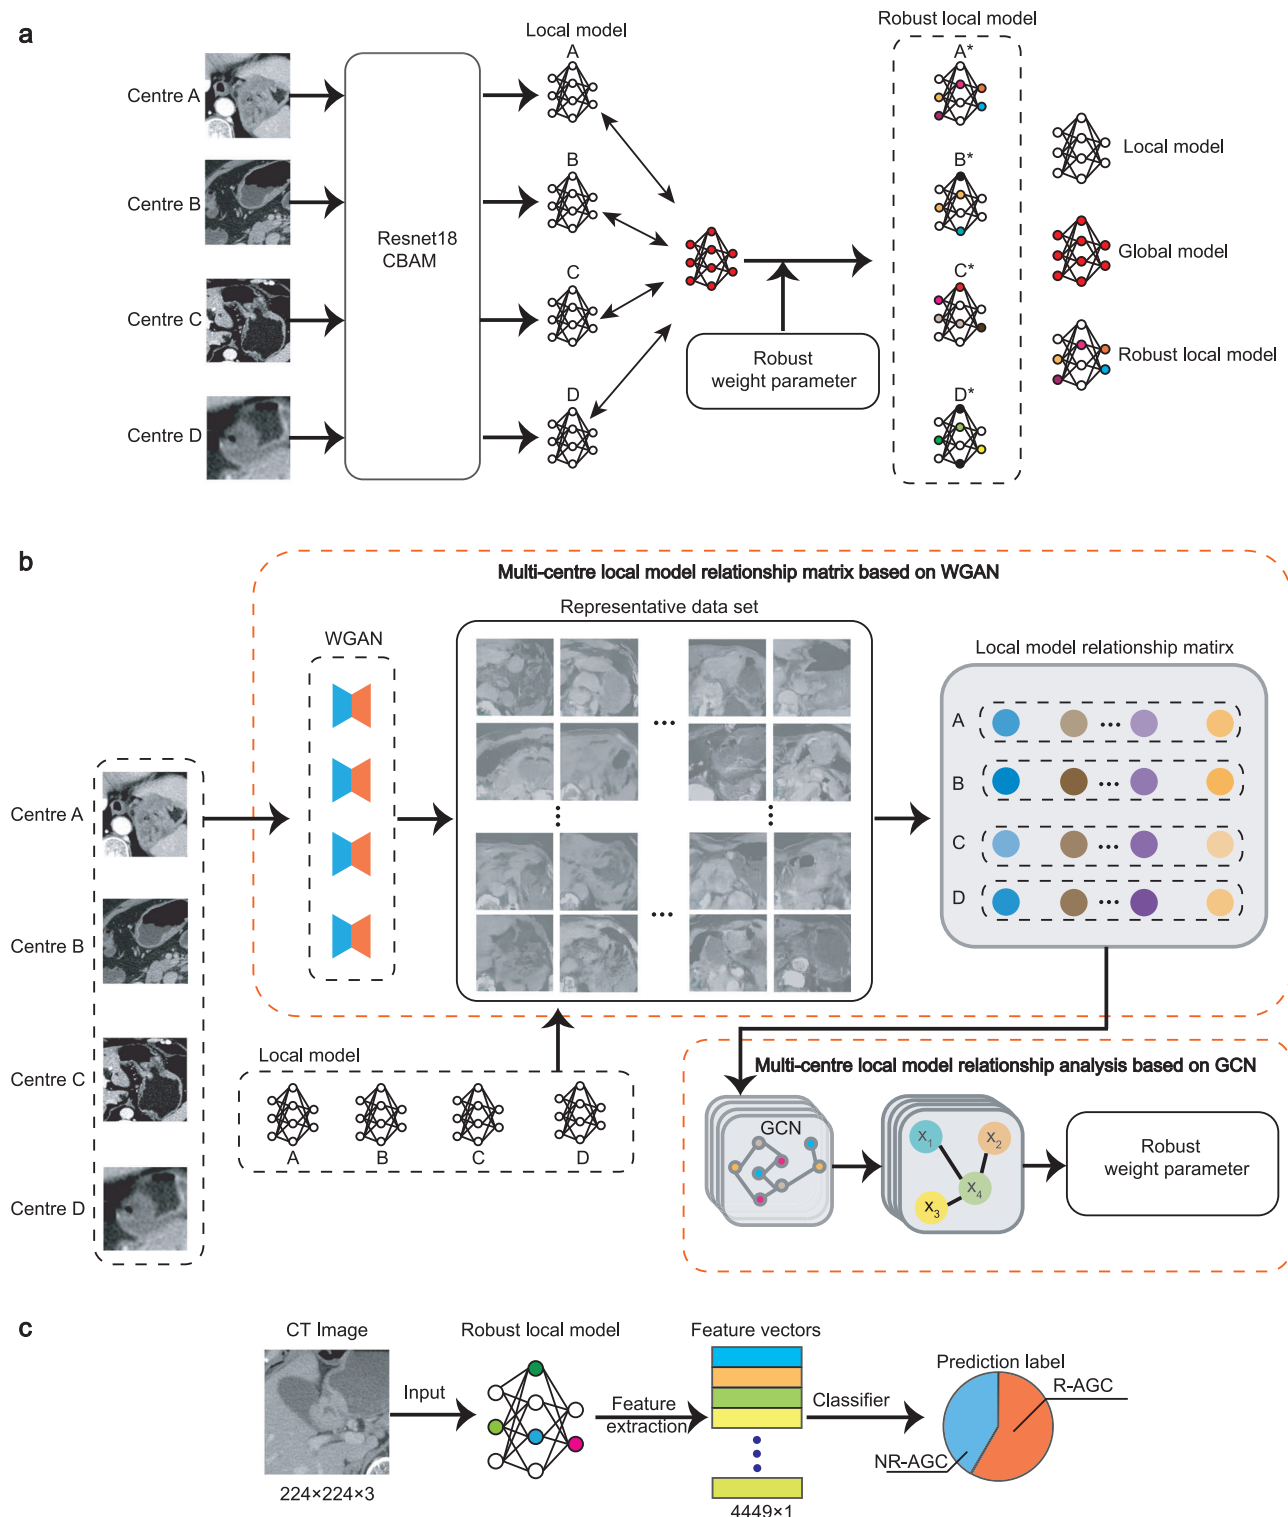 a
Local model
Robust local model
A
A*
Centre A
Local model
B
B*
Centre B
Resnet18
CBAM
Global model
C
C*
Centre C
Robust
weight parameter
Robust local model
D
D*
Centre D
b
Multi-centre local model relationship matrix based on WGAN
Representative data set
WGAN
Local model relationship matirx
A
...
B
...
...
Centre A
C
...
D
...
...
Centre B
Local model
Centre C
Multi-centre local model relationship analysis based on GCN
GCN
X1
X2
X3
X4
Robust
weight parameter
A
B
C
D
Centre D
c
CT Image
Robust local model
Feature vectors
Prediction label
R-AGC
Input
Feature
extraction
Classifier
NR-AGC
224×224×3
4449×1